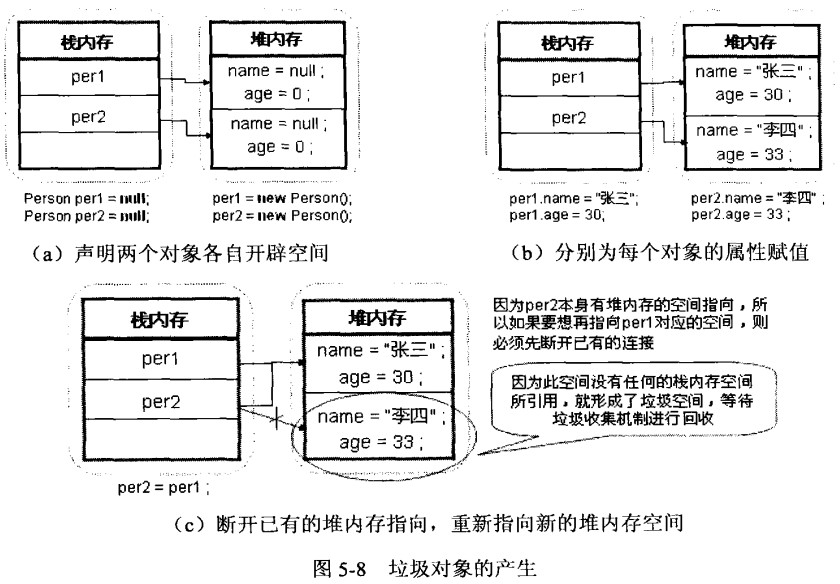 栈内存
堆内存
per1
name = null ;
age = 0 ;
per2
name = null ;
age = 0 ;
Person per1 = null;
Person per2 = null;
per1 = new Person();
per2 = new Person();
(a) 声明两个对象各自开辟空间
栈内存
堆内存
per1
name = "张三" ;
age = 30 ;
per2
name = "李四" ;
age = 33 ;
per1.name = "张三";
per1.age = 30;
per2.name = "李四" ;
per2.age = 33 ;
(b) 分别为每个对象的属性赋值
栈内存
堆内存
per1
name = "张三" ;
age = 30 ;
per2
name = "李四" ;
age = 33 ;
per2 = per1 ;
因为per2本身有堆内存的空间指向，所
以如果要想再指向per1对应的空间，则
必须先断开已有的连接
因为此空间没有任何的栈内存空间
所引用，就形成了垃圾空间，等待
垃圾收集机制进行回收
(c) 断开已有的堆内存指向，重新指向新的堆内存空间
图 5-8 垃圾对象的产生